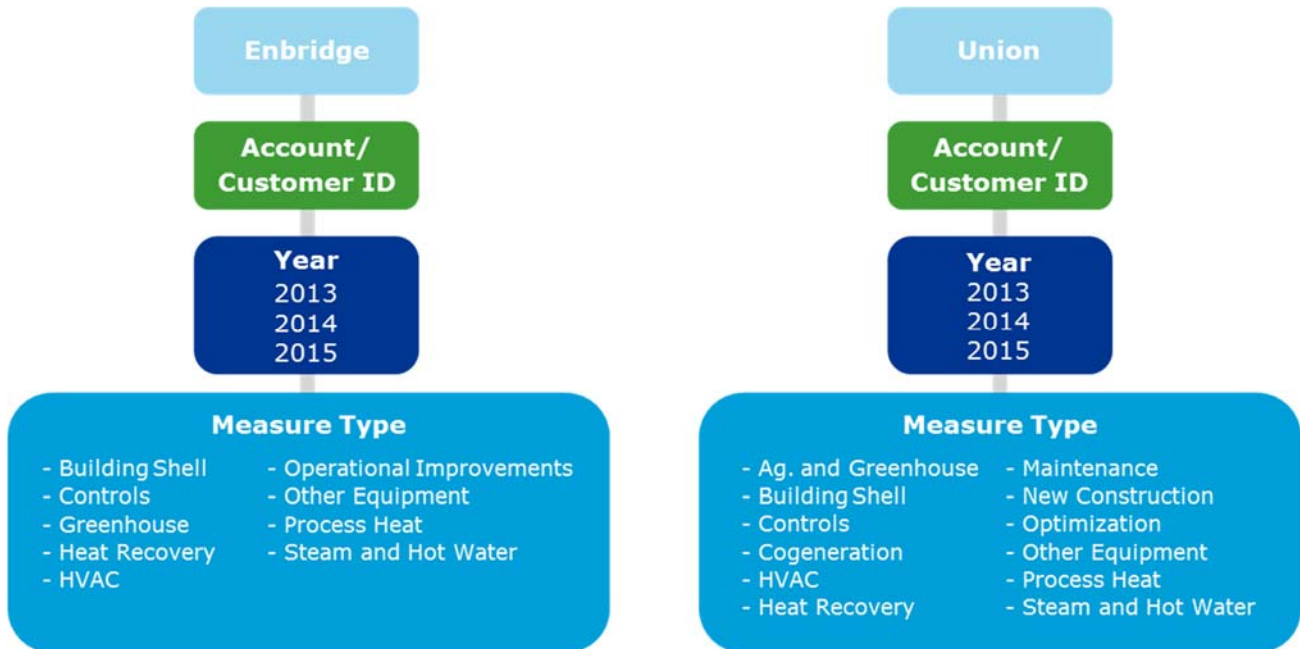 Enbridge
Account/
Customer ID
Year
2013
2014
2015
Measure Type
- Building Shell
- Controls
- Greenhouse
- Heat Recovery
- HVAC
- Operational Improvements
- Other Equipment
- Process Heat
- Steam and Hot Water
Union
Account/
Customer ID
Year
2013
2014
2015
Measure Type
- Ag. and Greenhouse
- Building Shell
- Controls
- Cogeneration
- HVAC
- Heat Recovery
- Maintenance
- New Construction
- Optimization
- Other Equipment
- Process Heat
- Steam and Hot Water